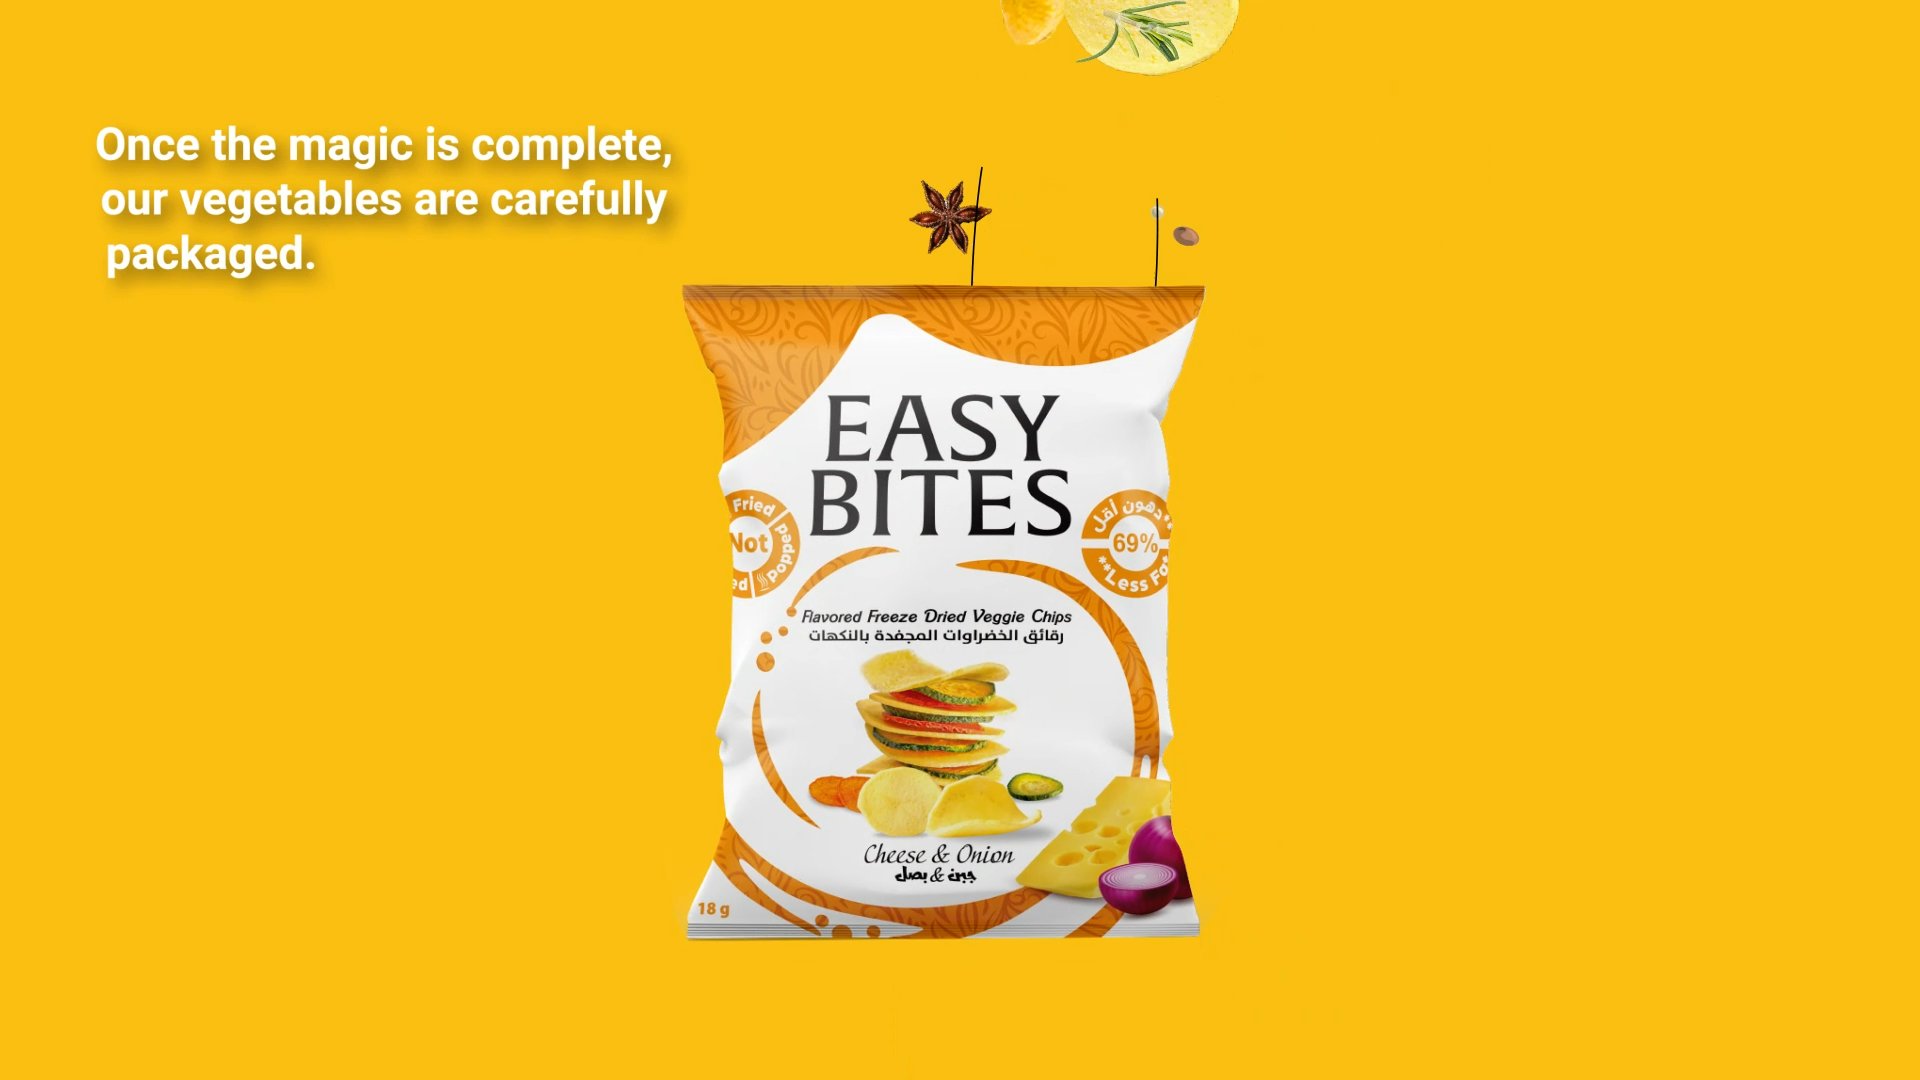 Once the magic is complete,
our vegetables are carefully
packaged.
EASY
BITES
Fried
Not
Popped
دهون أقل**
69%
**Less Fat
Flavored Freeze Dried Veggie Chips
رقائق الخضراوات المجفدة بالنكهات
Cheese & Onion
جبن & بصل
18 g